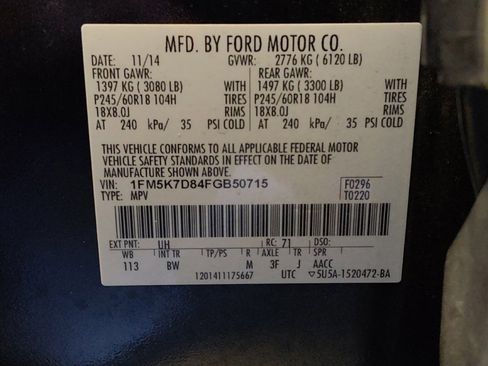 MFD. BY FORD MOTOR CO.
DATE: 11/14 GVWR: 2776 KG ( 6120 LB)
FRONT GAWR: REAR GAWR:
1397 KG ( 3080 LB) WITH 1497 KG ( 3300 LB) WITH
P245/60R18 104H TIRES P245/60R18 104H TIRES
18X8.0J RIMS 18X8.0J RIMS
AT 240 kPa/ 35 PSI COLD AT 240 kPa/ 35 PSI COLD
THIS VEHICLE CONFORMS TO ALL APPLICABLE FEDERAL MOTOR
VEHICLE SAFETY STANDARDS IN EFFECT ON THE DATE OF
MANUFACTURE SHOWN ABOVE.
VIN: 1FM5K7D84FGB50715 F0296
TYPE: MPV T0220
EXT PNT: UH RC: 71 DSO:
WB INT TR TP/PS R AXLE TR SPR
113 BW M 3F J AACC
1201411175667 UTC ▽5U5A-1520472-BA